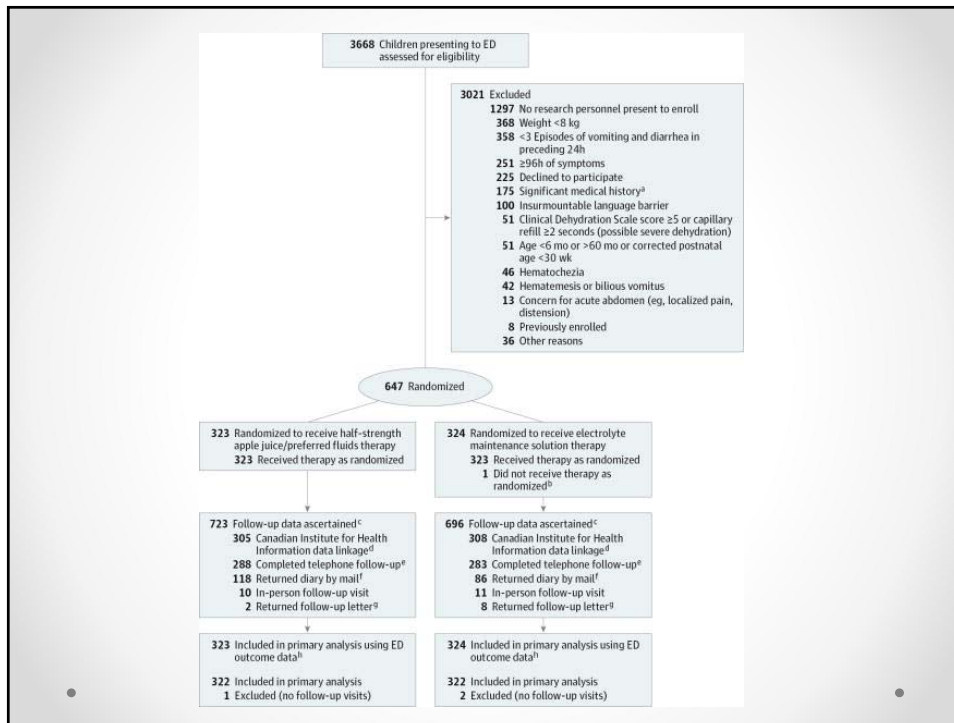 3668 Children presenting to ED
assessed for eligibility
3021 Excluded
1297 No research personnel present to enroll
368 Weight <8 kg
358 <3 Episodes of vomiting and diarrhea in
preceding 24h
251 ≥96h of symptoms
225 Declined to participate
175 Significant medical historyᵃ
100 Insurmountable language barrier
51 Clinical Dehydration Scale score ≥5 or capillary
refill ≥2 seconds (possible severe dehydration)
51 Age <6 mo or >60 mo or corrected postnatal
age <30 wk
46 Hematochezia
42 Hematemesis or bilious vomitus
13 Concern for acute abdomen (eg, localized pain,
distension)
8 Previously enrolled
36 Other reasons
647 Randomized
323 Randomized to receive half-strength
apple juice/preferred fluids therapy
323 Received therapy as randomized
324 Randomized to receive electrolyte
maintenance solution therapy
323 Received therapy as randomized
1 Did not receive therapy as
randomizedᵇ
723 Follow-up data ascertainedᶜ
305 Canadian Institute for Health
Information data linkageᵈ
288 Completed telephone follow-upᵉ
118 Returned diary by mailᶠ
10 In-person follow-up visit
2 Returned follow-up letterᵍ
696 Follow-up data ascertainedᶜ
308 Canadian Institute for Health
Information data linkageᵈ
283 Completed telephone follow-upᵉ
86 Returned diary by mailᶠ
11 In-person follow-up visit
8 Returned follow-up letterᵍ
323 Included in primary analysis using ED
outcome dataʰ
322 Included in primary analysis
1 Excluded (no follow-up visits)
324 Included in primary analysis using ED
outcome dataʰ
322 Included in primary analysis
2 Excluded (no follow-up visits)